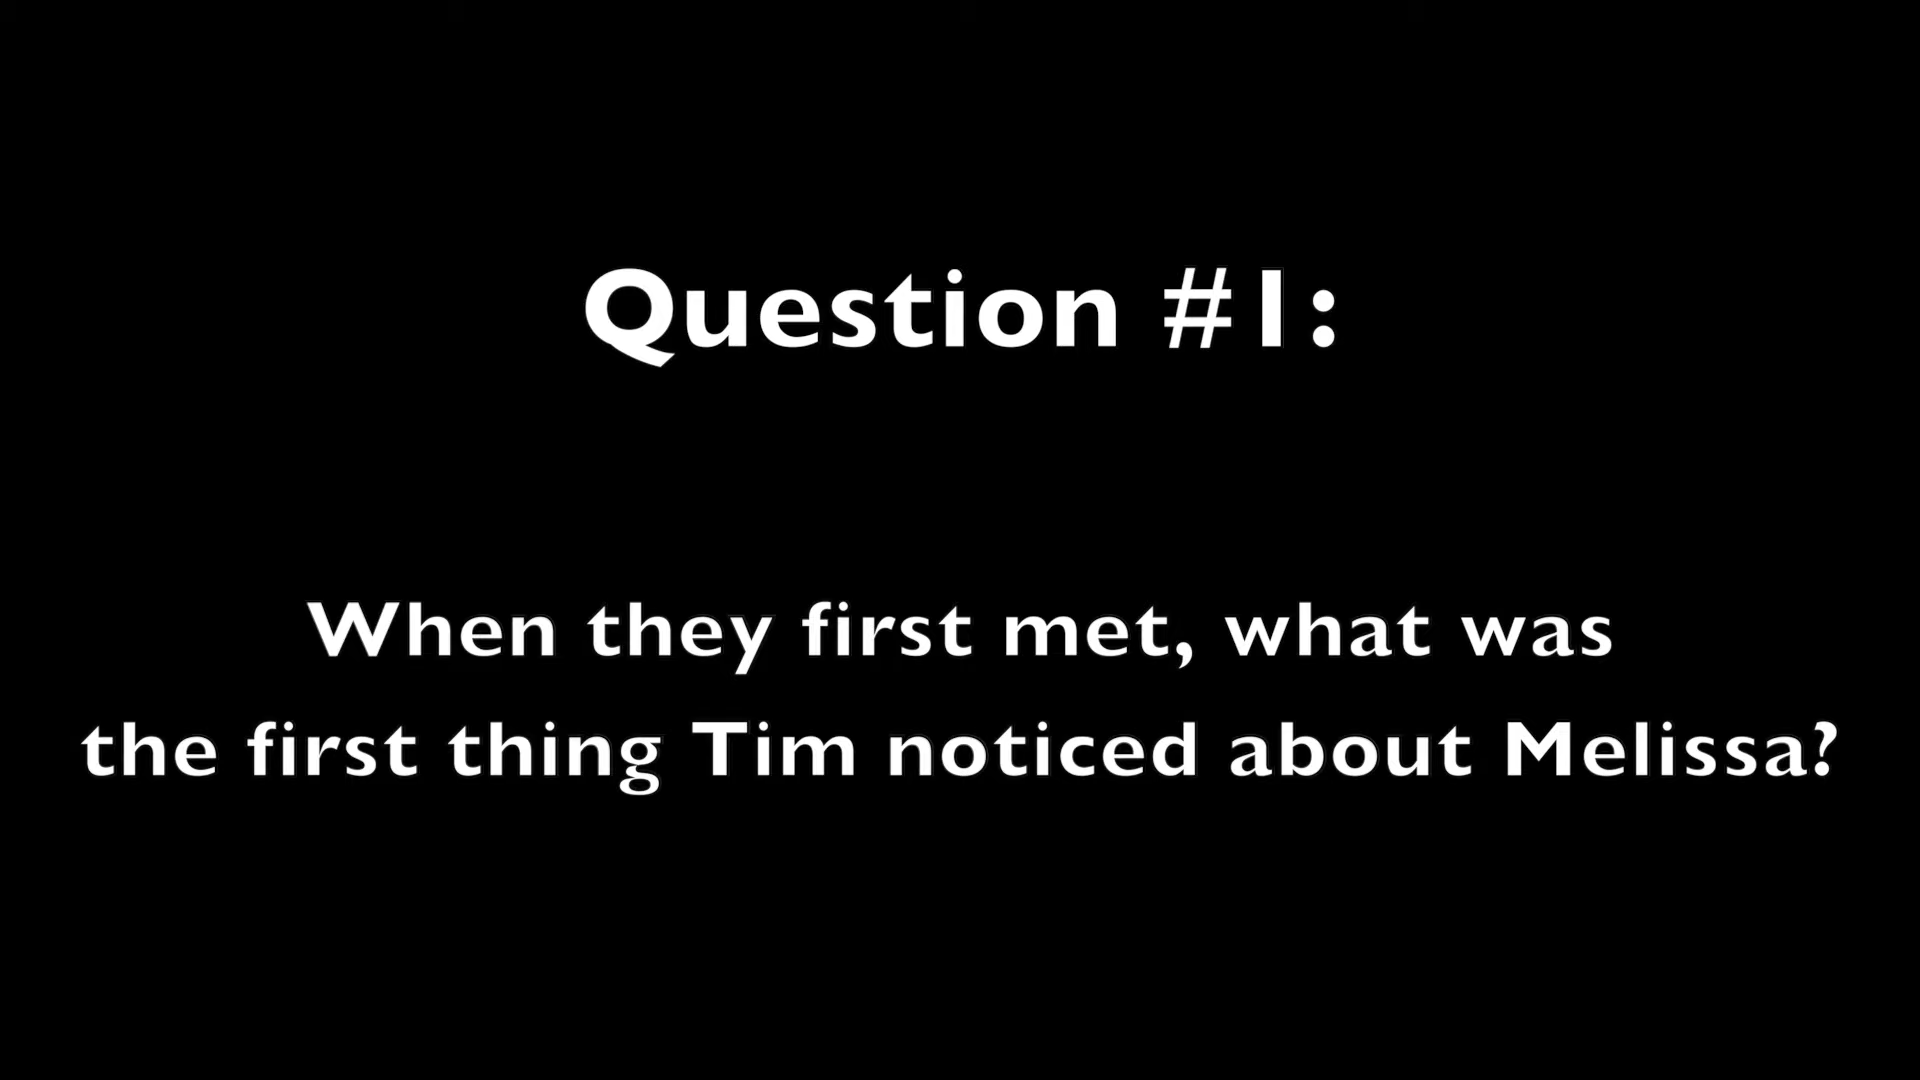 Question #1:
When they first met, what was
the first thing Tim noticed about Melissa?